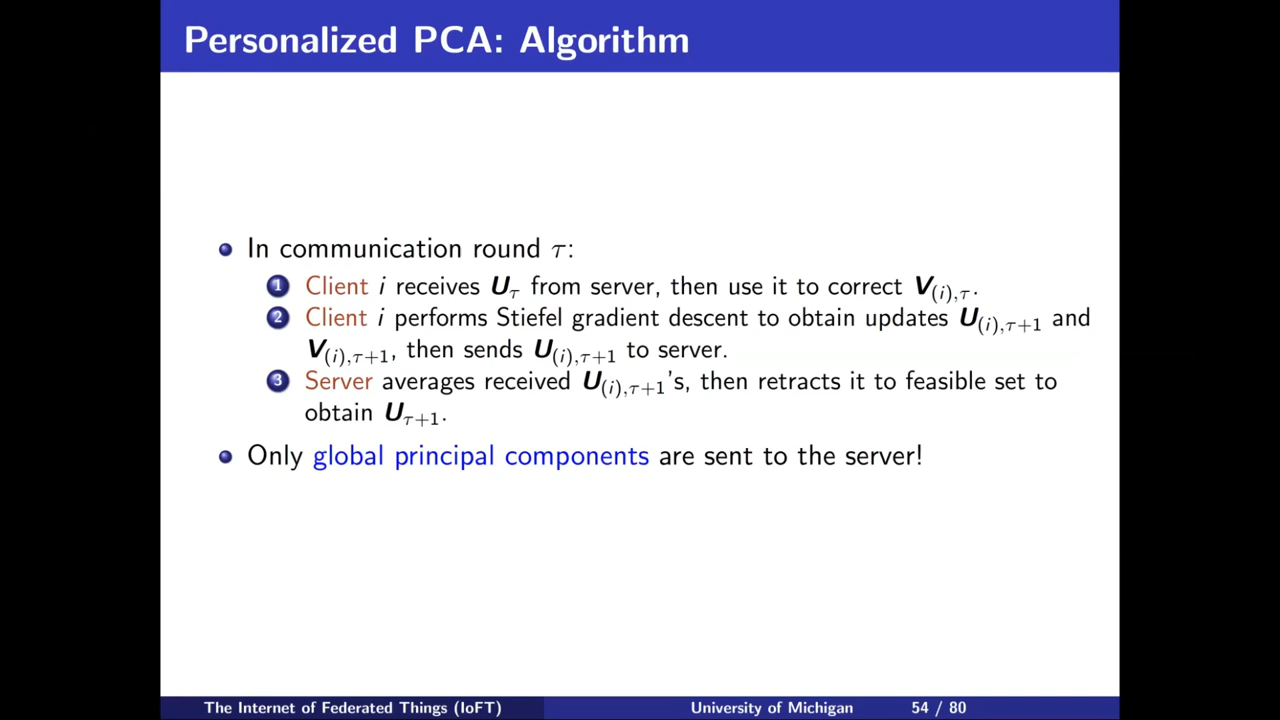 Personalized PCA: Algorithm
In communication round τ:
1 Client i receives U_τ from server, then use it to correct V_(i),τ.
2 Client i performs Stiefel gradient descent to obtain updates U_(i),τ+1 and
V_(i),τ+1, then sends U_(i),τ+1 to server.
3 Server averages received U_(i),τ+1's, then retracts it to feasible set to
obtain U_τ+1.
Only global principal components are sent to the server!
The Internet of Federated Things (IoFT) University of Michigan 54 / 80